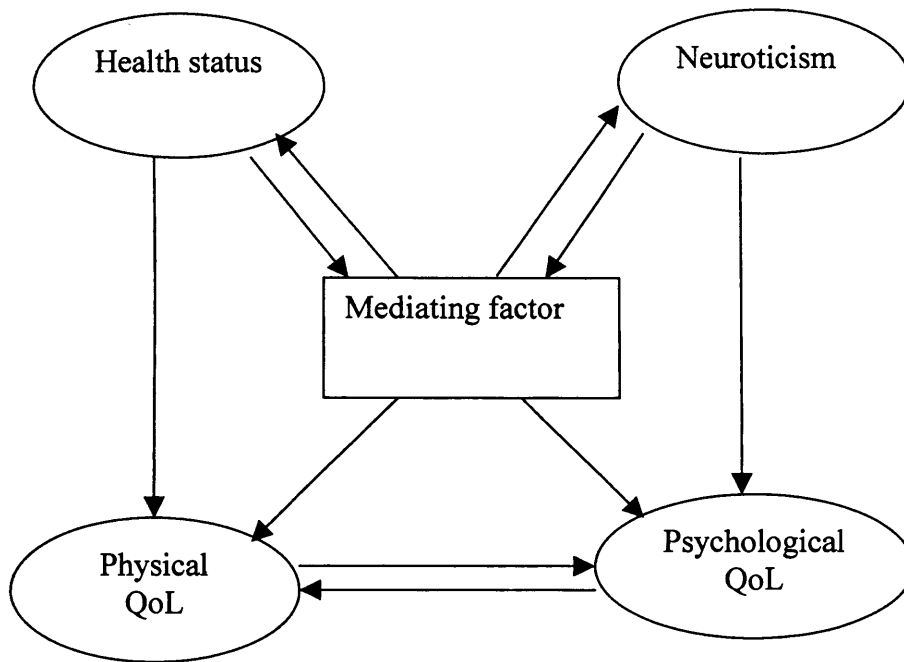 Health status
Neuroticism
Mediating factor
Physical
QoL
Psychological
QoL